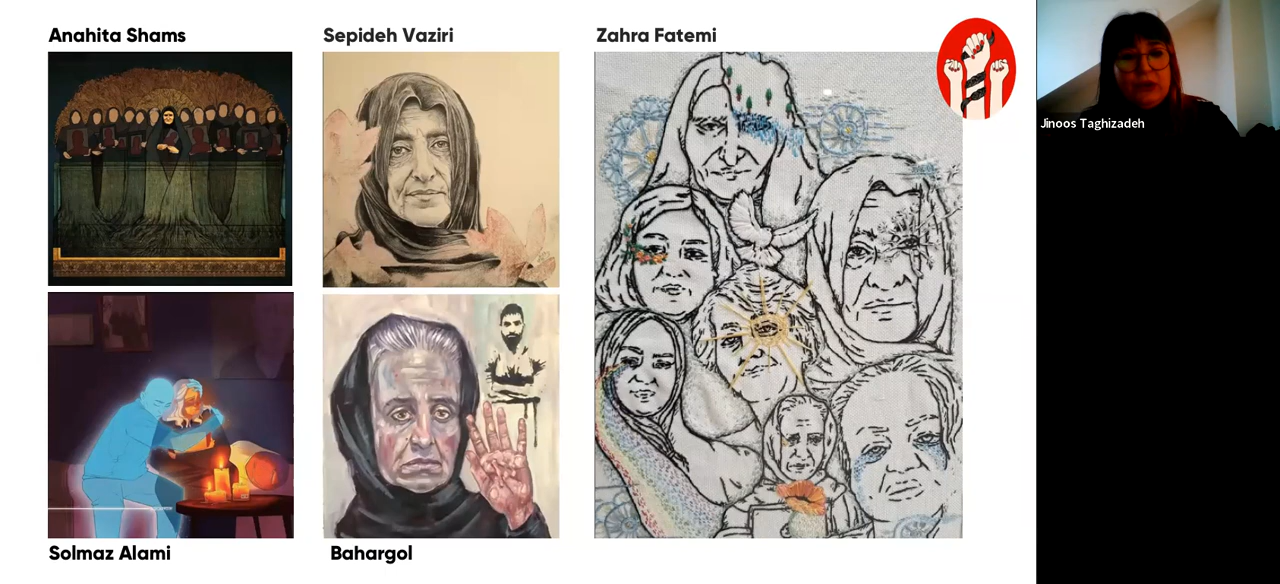 Anahita Shams
Sepideh Vaziri
Zahra Fatemi
Jinoos Taghizadeh
Solmaz Alami
Bahargol